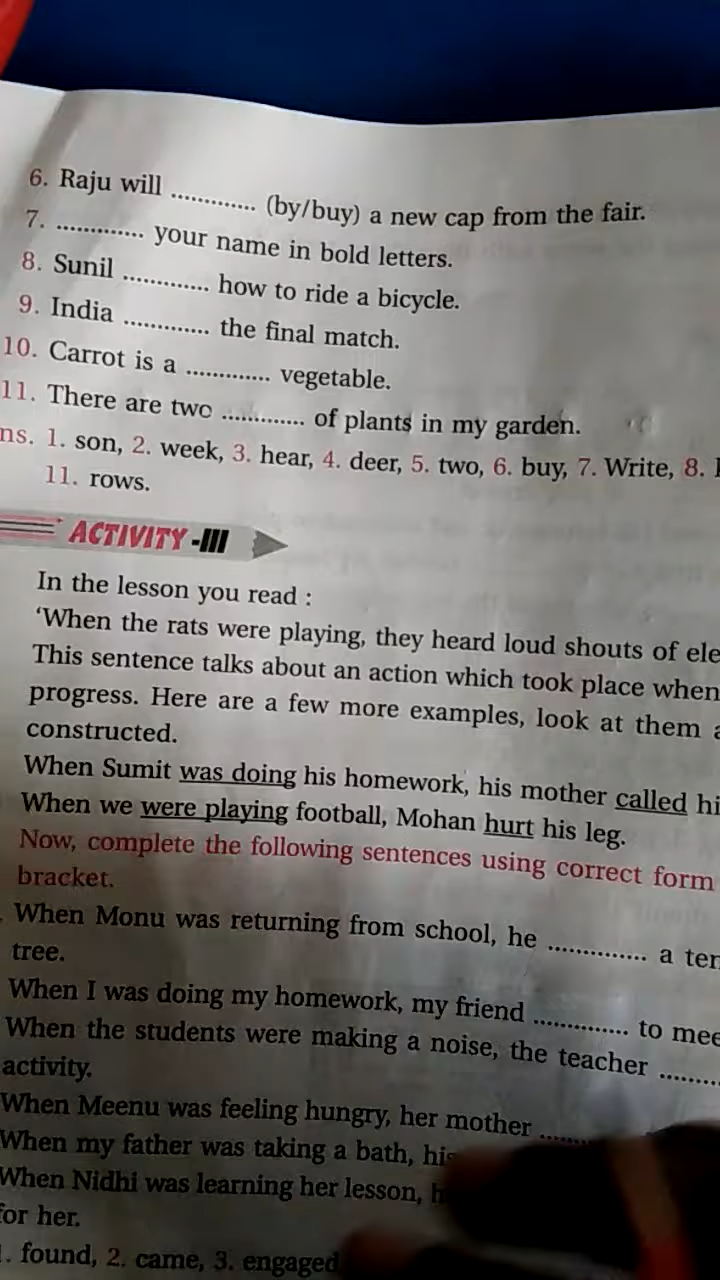 6. Raju will ............. (by/buy) a new cap from the fair.
7. ............. your name in bold letters.
8. Sunil ............. how to ride a bicycle.
9. India ............. the final match.
10. Carrot is a ............. vegetable.
11. There are two ............. of plants in my garden.
ns. 1. son, 2. week, 3. hear, 4. deer, 5. two, 6. buy, 7. Write, 8.
11. rows.
ACTIVITY -III
In the lesson you read :
‘When the rats were playing, they heard loud shouts of ele
This sentence talks about an action which took place when
progress. Here are a few more examples, look at them
constructed.
When Sumit was doing his homework, his mother called hi
When we were playing football, Mohan hurt his leg.
Now, complete the following sentences using correct form
bracket.
When Monu was returning from school, he .............. a ten
tree.
When I was doing my homework, my friend .............. to mee
When the students were making a noise, the teacher .........
activity.
When Meenu was feeling hungry, her mother .......
When my father was taking a bath, his
When Nidhi was learning her lesson, h
for her.
1. found, 2. came, 3. engaged